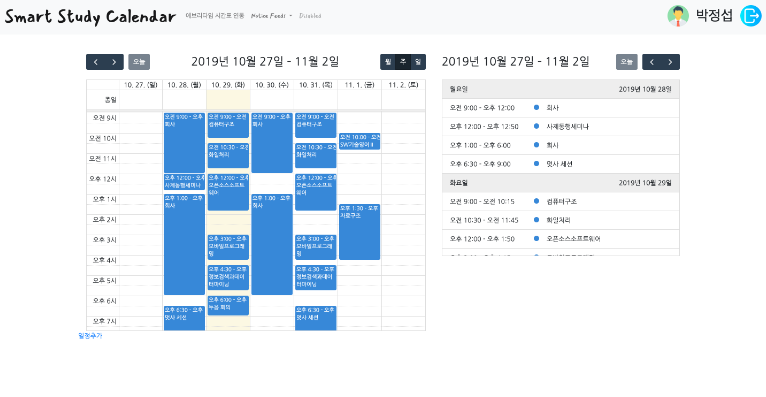 Smart Study Calendar
에브리타임 시간표 연동
Disabled
박정섭
오늘
2019년 10월 27일 - 11월 2일
월 주 일
2019년 10월 27일 - 11월 2일
오늘
10. 27. (일) 10. 28. (월) 10. 29. (화) 10. 30. (수) 10. 31. (목) 11. 1. (금) 11. 2. (토)
종일
오전 9시
오전 10시
오전 11시
오후 12시
오후 1시
오후 2시
오후 3시
오후 4시
오후 5시
오후 6시
오후 7시
오전 9:00 - 오후
회사
오후 12:00 - 오후
사제동행세미나
오후 1:00 - 오후
회사
오후 6:30 - 오후
멋사 세션
오전 9:00 - 오전
컴퓨터구조
오전 10:30 - 오전
화일처리
오후 12:00 - 오후
오픈소스소프트
웨어
오후 3:00 - 오후
모바일프로그래
밍
오후 4:30 - 오후
정보검색과데이
터마이닝
오후 6:00 - 오후
회의
오전 9:00 - 오후
회사
오후 1:00 - 오후
회사
오전 9:00 - 오전
컴퓨터구조
오전 10:30 - 오전
화일처리
오후 12:00 - 오후
오픈소스소프트
웨어
오후 3:00 - 오후
모바일프로그래
밍
오후 4:30 - 오후
정보검색과데이
터마이닝
오후 6:30 - 오후
멋사 세션
오전 10:00 - 오전
SW기술영어 II
오후 1:30 - 오후
자료구조
일정추가
월요일 2019년 10월 28일
오전 9:00 - 오후 12:00 회사
오후 12:00 - 오후 12:50 사제동행세미나
오후 1:00 - 오후 6:00 회사
오후 6:30 - 오후 9:00 멋사 세션
화요일 2019년 10월 29일
오전 9:00 - 오전 10:15 컴퓨터구조
오전 10:30 - 오전 11:45 화일처리
오후 12:00 - 오후 1:50 오픈소스소프트웨어